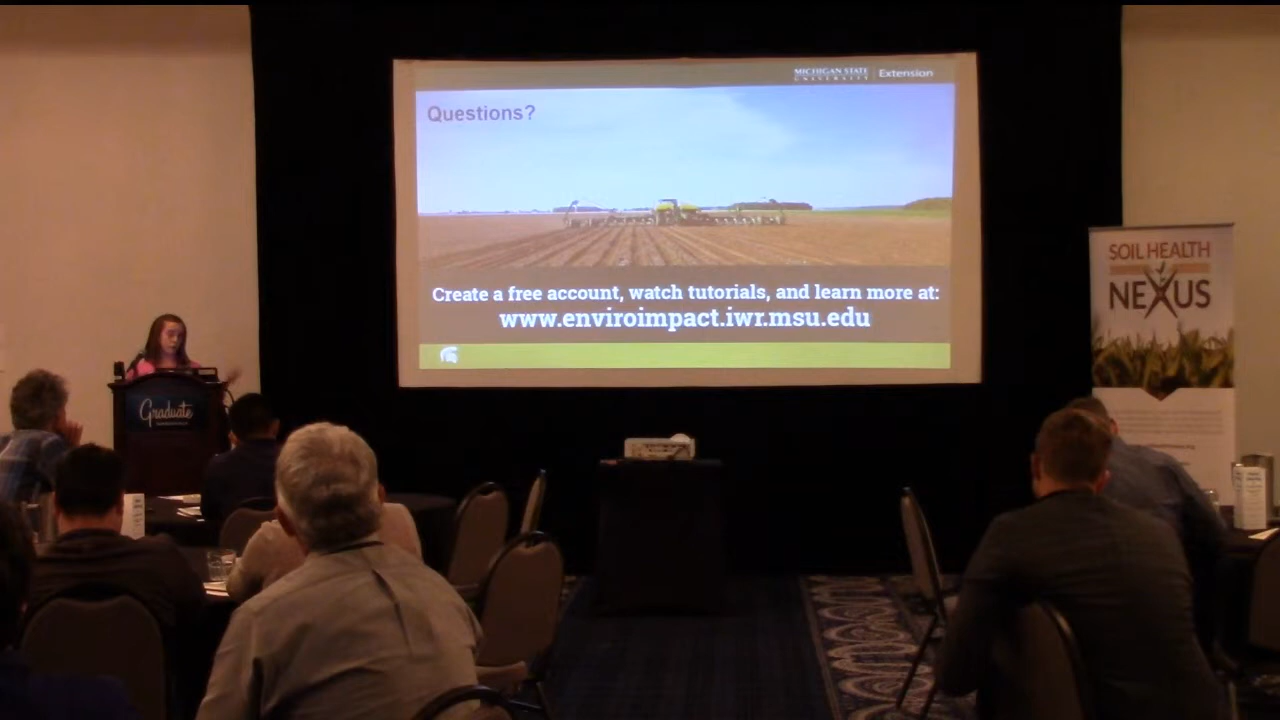 MICHIGAN STATE
UNIVERSITY
Extension
Questions?
Create a free account, watch tutorials, and learn more at:
www.enviroimpact.iwr.msu.edu
SOIL HEALTH
NEXUS
Graduate